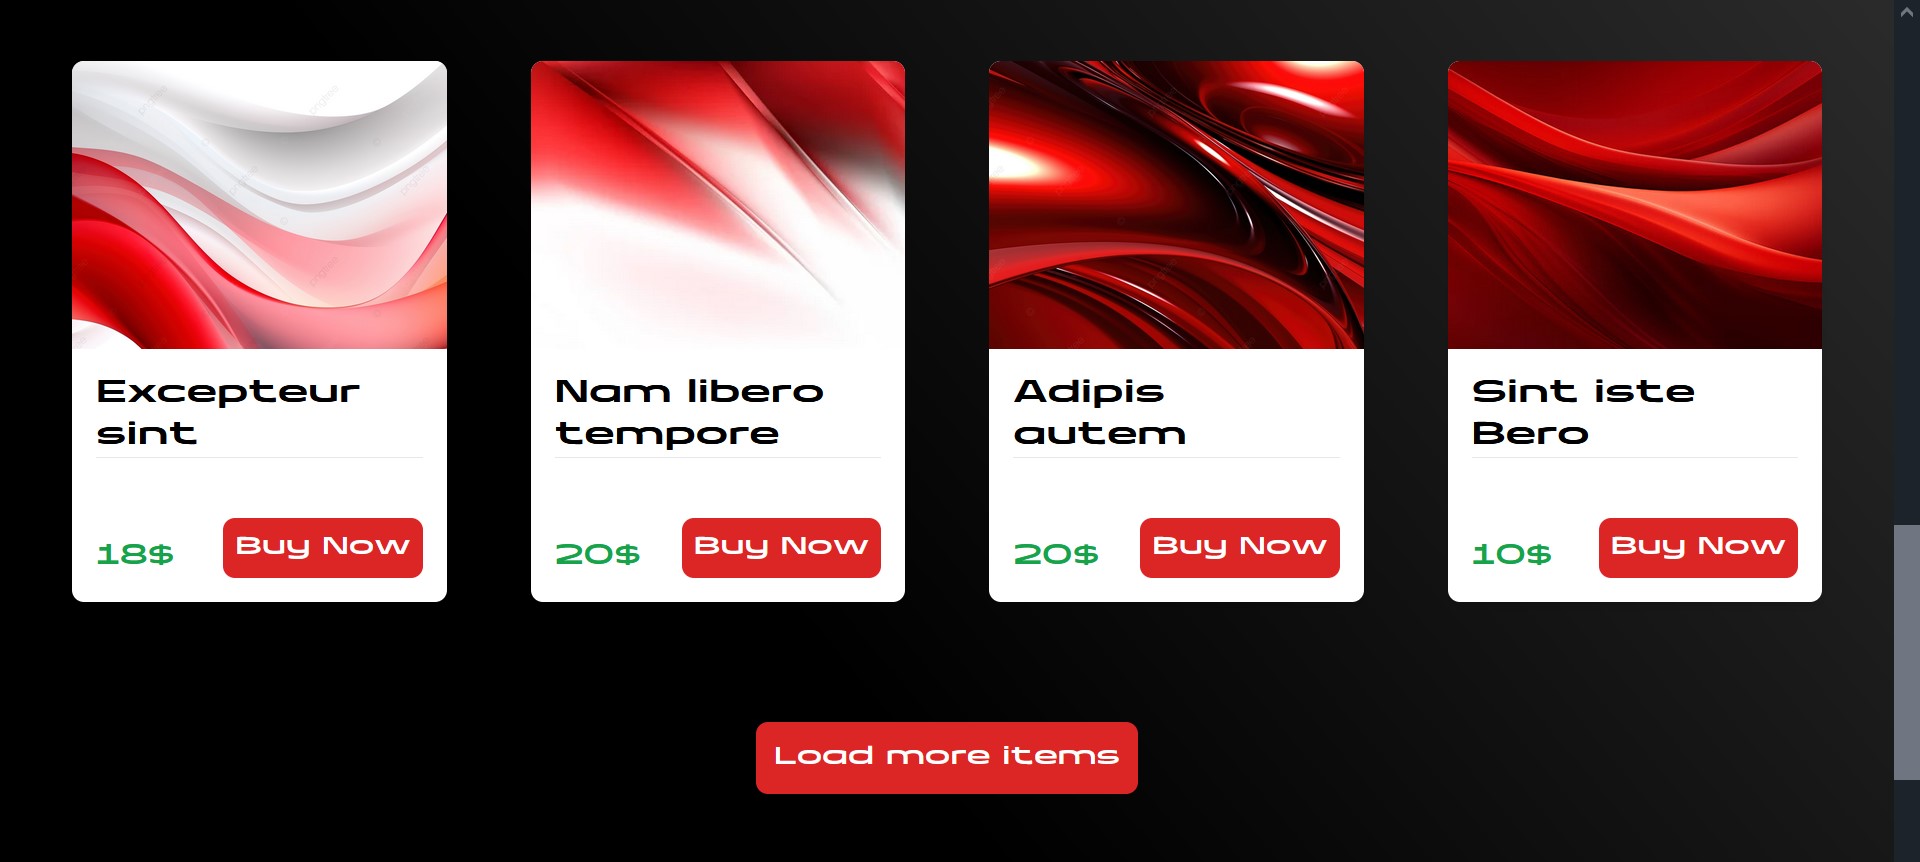 Excepteur
sint
18$
Buy Now
Nam libero
tempore
20$
Buy Now
Adipis
autem
20$
Buy Now
Sint iste
Bero
10$
Buy Now
Load more items